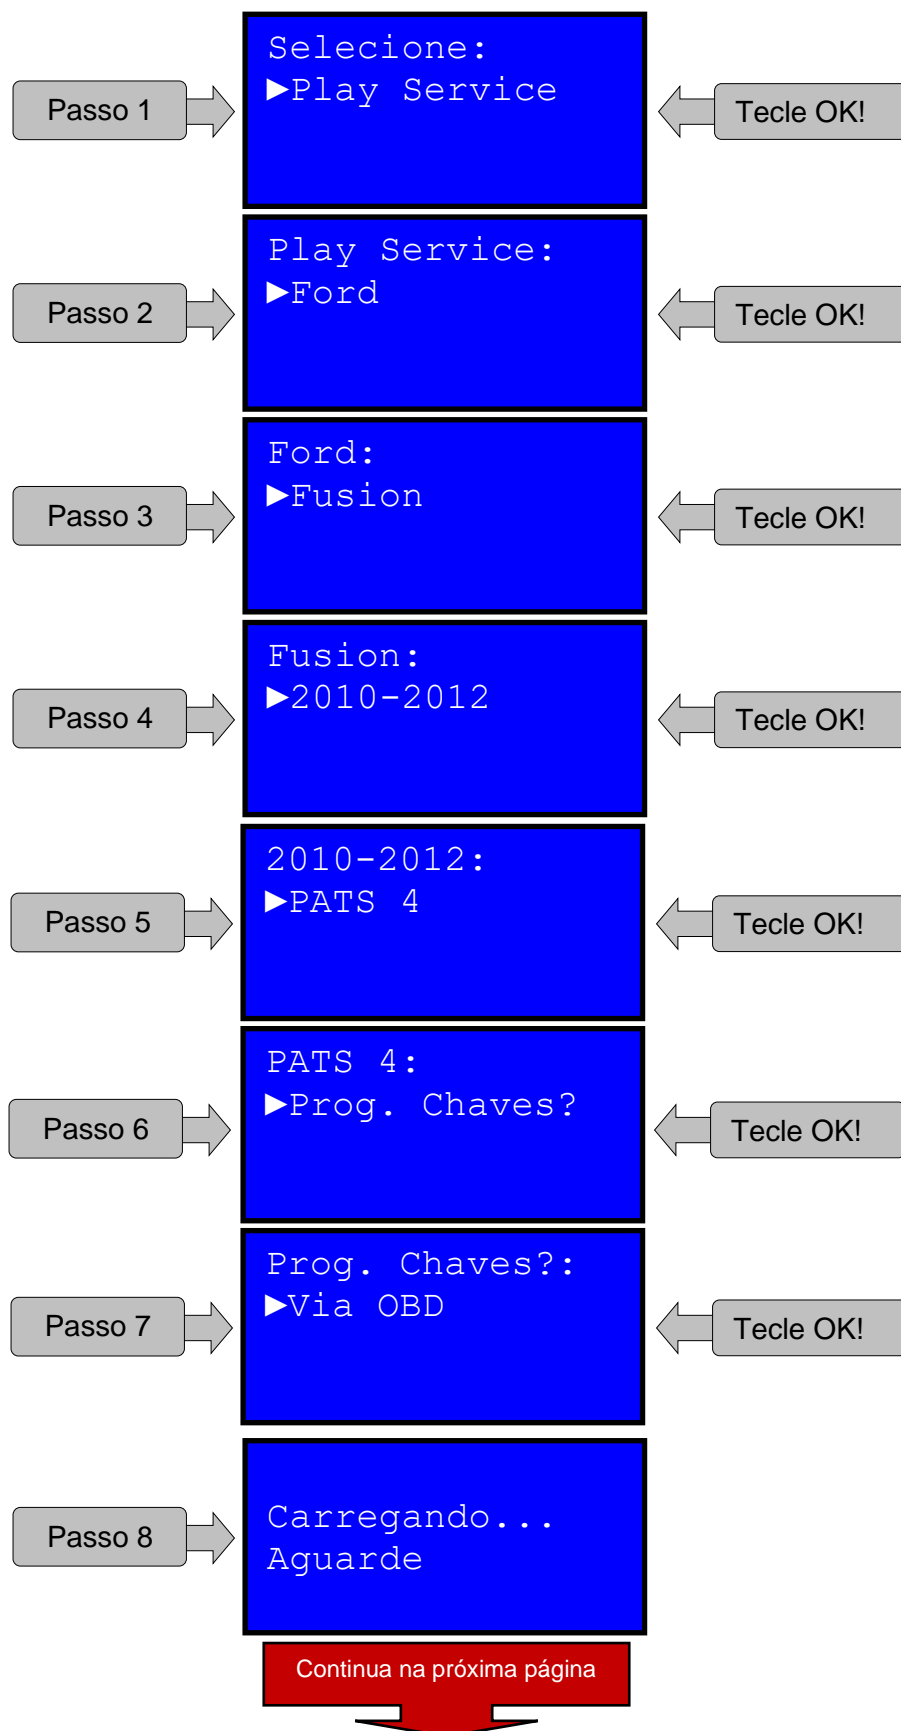 Selecione:
Passo 1
►Play Service
Tecle OK!
Play Service:
Passo 2
►Ford
Tecle OK!
Ford:
Passo 3
►Fusion
Tecle OK!
Fusion:
Passo 4
►2010-2012
Tecle OK!
2010-2012:
Passo 5
►PATS 4
Tecle OK!
PATS 4:
Passo 6
►Prog. Chaves?
Tecle OK!
Prog. Chaves?:
Passo 7
►Via OBD
Tecle OK!
Passo 8
Carregando...
Aguarde
Continua na próxima página